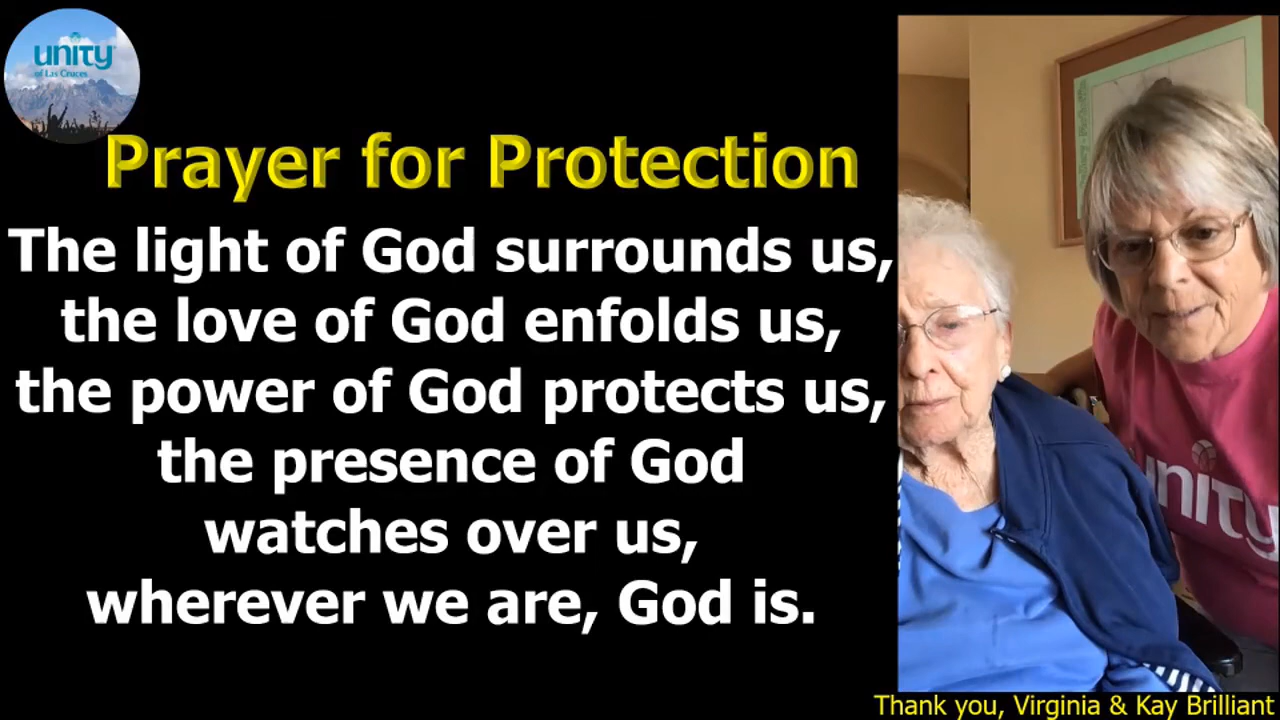 unity
of Las Cruces
Prayer for Protection
The light of God surrounds us,
the love of God enfolds us,
the power of God protects us,
the presence of God
watches over us,
wherever we are, God is.
unity
Thank you, Virginia & Kay Brilliant